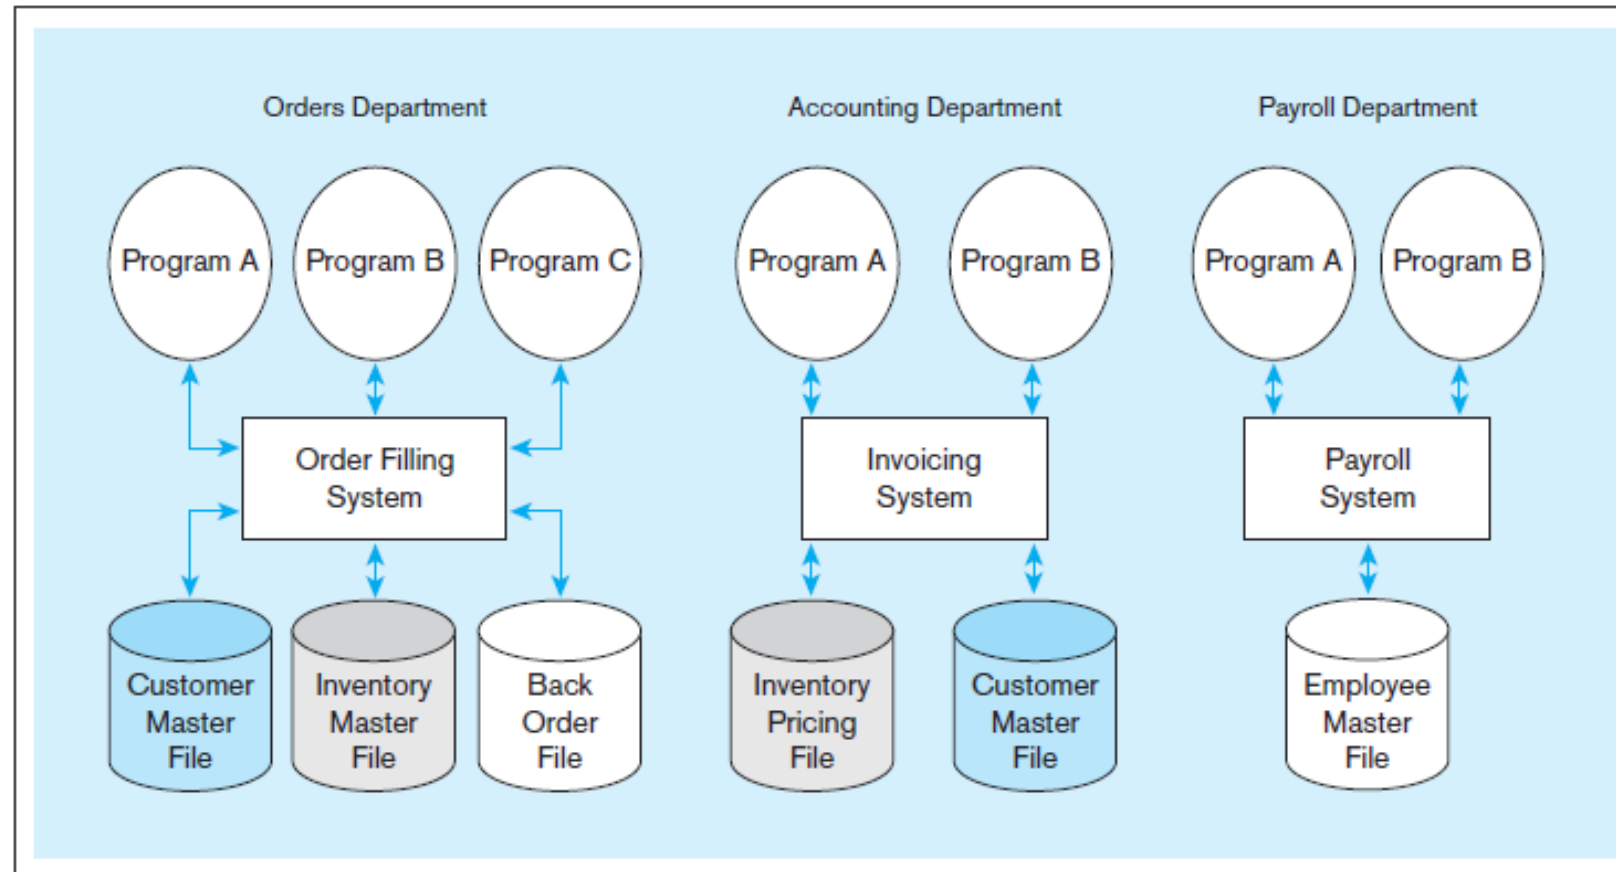 Orders Department
Accounting Department
Payroll Department
Program A
Program B
Program C
Program A
Program B
Program A
Program B
Order Filling
System
Invoicing
System
Payroll
System
Customer
Master
File
Inventory
Master
File
Back
Order
File
Inventory
Pricing
File
Customer
Master
File
Employee
Master
File